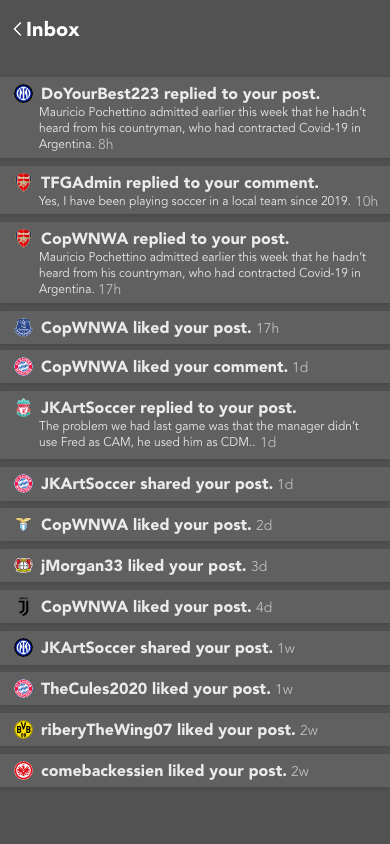 Inbox
DoYourBest223 replied to your post.
Mauricio Pochettino admitted earlier this week that he hadn’t
heard from his countryman, who had contracted Covid-19 in
Argentina. 8h
TFGAdmin replied to your comment.
Yes, I have been playing soccer in a local team since 2019. 10h
CopWNWA replied to your post.
Mauricio Pochettino admitted earlier this week that he hadn’t
heard from his countryman, who had contracted Covid-19 in
Argentina. 17h
CopWNWA liked your post. 17h
CopWNWA liked your comment. 1d
JKArtSoccer replied to your post.
The problem we had last game was that the manager didn’t
use Fred as CAM, he used him as CDM.. 1d
JKArtSoccer shared your post. 1d
CopWNWA liked your post. 2d
jMorgan33 liked your post. 3d
CopWNWA liked your post. 4d
JKArtSoccer shared your post. 1w
TheCules2020 liked your post. 1w
riberyTheWing07 liked your post. 2w
comebackessien liked your post. 2w